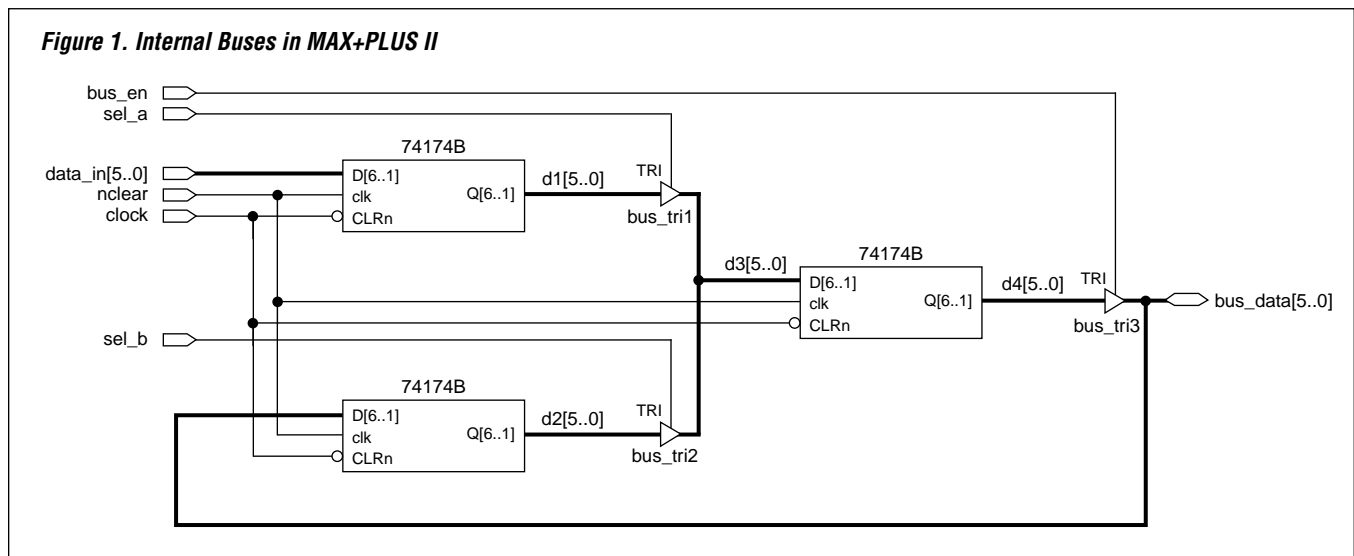 Figure 1. Internal Buses in MAX+PLUS II
bus_en
sel_a
data_in[5..0]
nclear
clock
74174B
D[6..1]
clk
CLRn
Q[6..1]
d1[5..0]
TRI
bus_tri1
d3[5..0]
74174B
D[6..1]
clk
CLRn
Q[6..1]
d4[5..0]
TRI
bus_tri3
bus_data[5..0]
sel_b
74174B
D[6..1]
clk
CLRn
Q[6..1]
d2[5..0]
TRI
bus_tri2